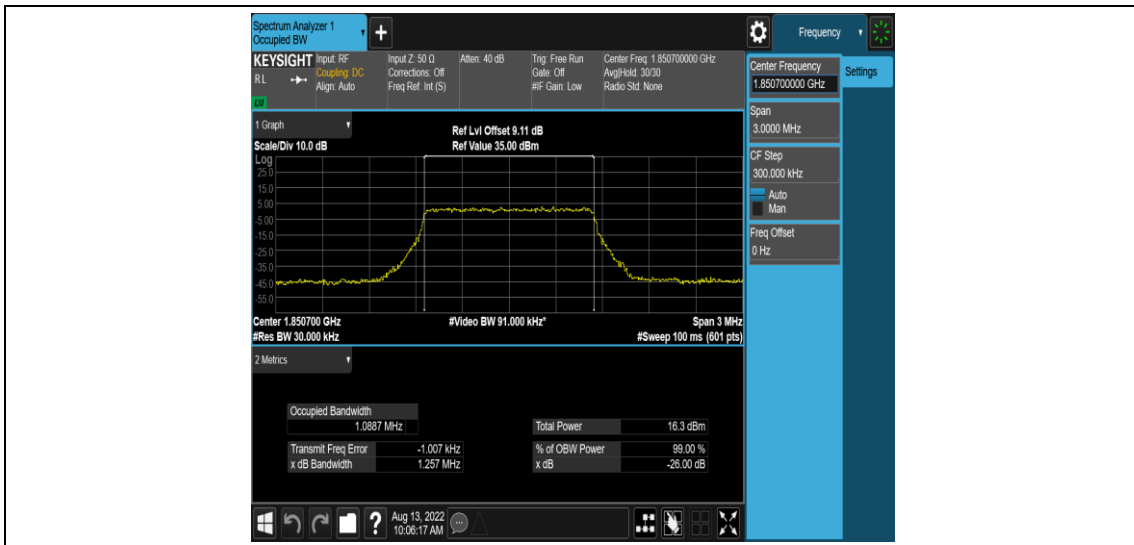 Spectrum Analyzer 1
Occupied BW
+
Frequency
KEYSIGHT
Input: RF
Input Z: 50 Ω
Atten: 40 dB
Trig: Free Run
Center Freq: 1.850700000 GHz
RL
Coupling: DC
Corrections: Off
Gate: Off
Avg|Hold: 30/30
Align: Auto
Freq Ref: Int (S)
#IF Gain: Low
Radio Std: None
Center Frequency
1.850700000 GHz
Settings
Span
3.0000 MHz
CF Step
300.000 kHz
Auto
Man
Freq Offset
0 Hz
1 Graph
Ref Lvl Offset 9.11 dB
Scale/Div 10.0 dB
Ref Value 35.00 dBm
Log
25.0
15.0
5.00
-5.00
-15.0
-25.0
-35.0
-45.0
-55.0
Center 1.850700 GHz
#Video BW 91.000 kHz*
Span 3 MHz
#Res BW 30.000 kHz
#Sweep 100 ms (601 pts)
2 Metrics
Occupied Bandwidth
1.0887 MHz
Total Power 16.3 dBm
Transmit Freq Error -1.007 kHz
% of OBW Power 99.00 %
x dB Bandwidth 1.257 MHz
x dB -26.00 dB
?
Aug 13, 2022
10:06:17 AM